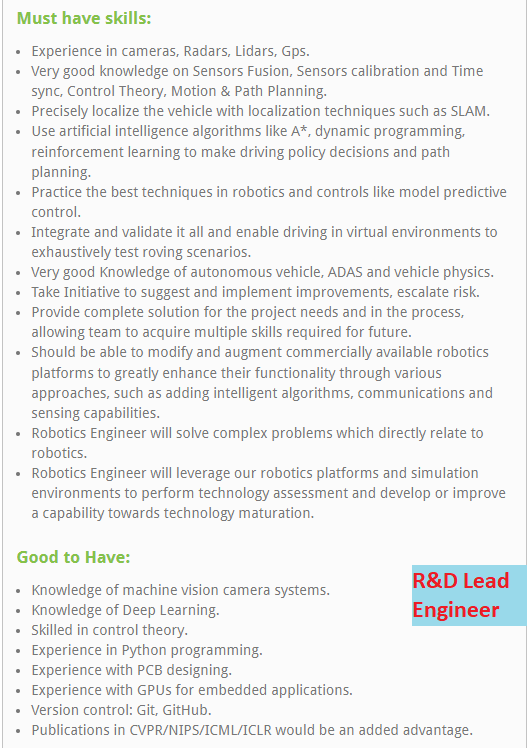 Must have skills:
• Experience in cameras, Radars, Lidars, Gps.
• Very good knowledge on Sensors Fusion, Sensors calibration and Time
sync, Control Theory, Motion & Path Planning.
• Precisely localize the vehicle with localization techniques such as SLAM.
• Use artificial intelligence algorithms like A*, dynamic programming,
reinforcement learning to make driving policy decisions and path
planning.
• Practice the best techniques in robotics and controls like model predictive
control.
• Integrate and validate it all and enable driving in virtual environments to
exhaustively test roving scenarios.
• Very good Knowledge of autonomous vehicle, ADAS and vehicle physics.
• Take Initiative to suggest and implement improvements, escalate risk.
• Provide complete solution for the project needs and in the process,
allowing team to acquire multiple skills required for future.
• Should be able to modify and augment commercially available robotics
platforms to greatly enhance their functionality through various
approaches, such as adding intelligent algorithms, communications and
sensing capabilities.
• Robotics Engineer will solve complex problems which directly relate to
robotics.
• Robotics Engineer will leverage our robotics platforms and simulation
environments to perform technology assessment and develop or improve
a capability towards technology maturation.
Good to Have:
• Knowledge of machine vision camera systems.
• Knowledge of Deep Learning.
• Skilled in control theory.
• Experience in Python programming.
• Experience with PCB designing.
• Experience with GPUs for embedded applications.
• Version control: Git, GitHub.
• Publications in CVPR/NIPS/ICML/ICLR would be an added advantage.
R&D Lead
Engineer